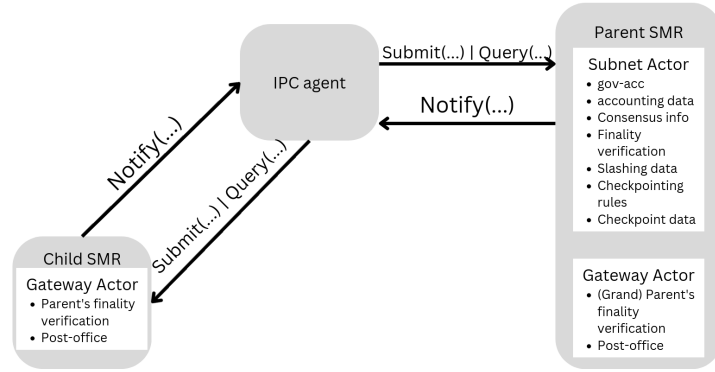 Parent SMR
Subnet Actor
• gov-acc
• accounting data
• Consensus info
• Finality
verification
• Slashing data
• Checkpointing
rules
• Checkpoint data
Gateway Actor
• (Grand) Parent's
finality
verification
• Post-office
IPC agent
Submit(...) | Query(...)
Notify(...)
Notify(...)
Submit(...) | Query(...)
Child SMR
Gateway Actor
• Parent's finality
verification
• Post-office